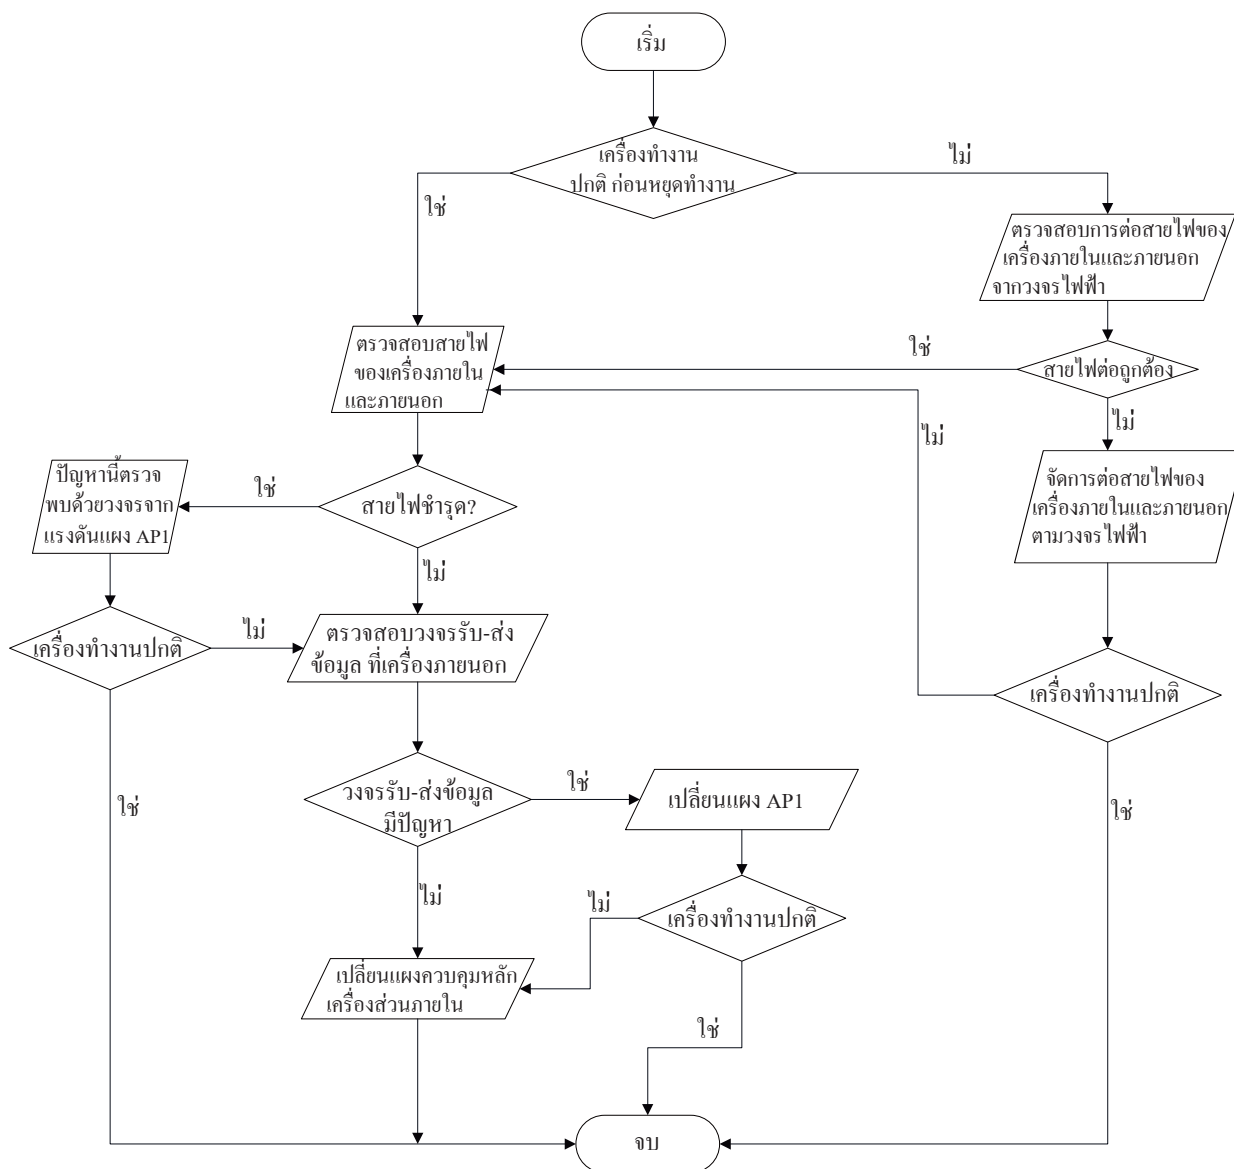 เริ่ม
เครื่องทำงาน
ปกติ ก่อนหยุดทำงาน
ไม่
ใช่
ตรวจสอบการต่อสายไฟของ
เครื่องภายในและภายนอก
จากวงจรไฟฟ้า
ตรวจสอบสายไฟ
ของเครื่องภายใน
และภายนอก
ใช่
สายไฟต่อถูกต้อง
ไม่
ไม่
ปัญหานี้ตรวจ
พบด้วยวงจรจาก
แรงดันแผง AP1
ใช่
สายไฟชำรุด?
จัดการต่อสายไฟของ
เครื่องภายในและภายนอก
ตามวงจรไฟฟ้า
ไม่
เครื่องทำงานปกติ
ไม่
ตรวจสอบวงจรรับ-ส่ง
ข้อมูล ที่เครื่องภายนอก
เครื่องทำงานปกติ
ใช่
วงจรรับ-ส่งข้อมูล
มีปัญหา
ใช่
เปลี่ยนแผง AP1
ใช่
ไม่
ไม่
เครื่องทำงานปกติ
เปลี่ยนแผงควบคุมหลัก
เครื่องส่วนภายใน
ใช่
จบ